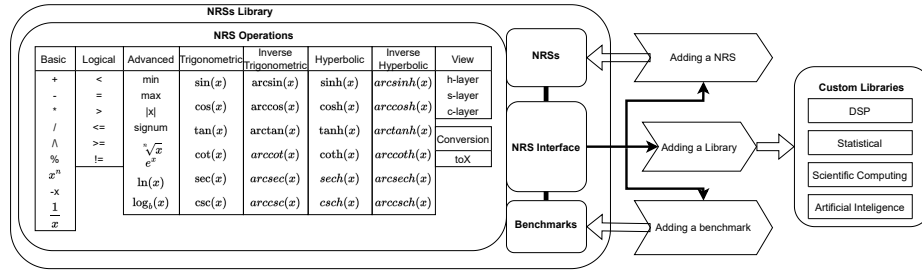 NRSs Library
NRS Operations
Basic
Logical
Advanced
Trigonometric
Inverse
Trigonometric
Hyperbolic
Inverse
Hyperbolic
View
+
-
*
/
/\
%
x^n
-x
1/x
<
=
>
<=
>=
!=
min
max
|x|
signum
ⁿ√x
e^x
ln(x)
log_b(x)
sin(x)
cos(x)
tan(x)
cot(x)
sec(x)
csc(x)
arcsin(x)
arccos(x)
arctan(x)
arccot(x)
arcsec(x)
arccsc(x)
sinh(x)
cosh(x)
tanh(x)
coth(x)
sech(x)
csch(x)
arcsinh(x)
arccosh(x)
arctanh(x)
arccoth(x)
arcsech(x)
arccsch(x)
h-layer
s-layer
c-layer
Conversion
toX
NRSs
NRS Interface
Benchmarks
Adding a NRS
Adding a Library
Adding a benchmark
Custom Libraries
DSP
Statistical
Scientific Computing
Artificial Inteligence